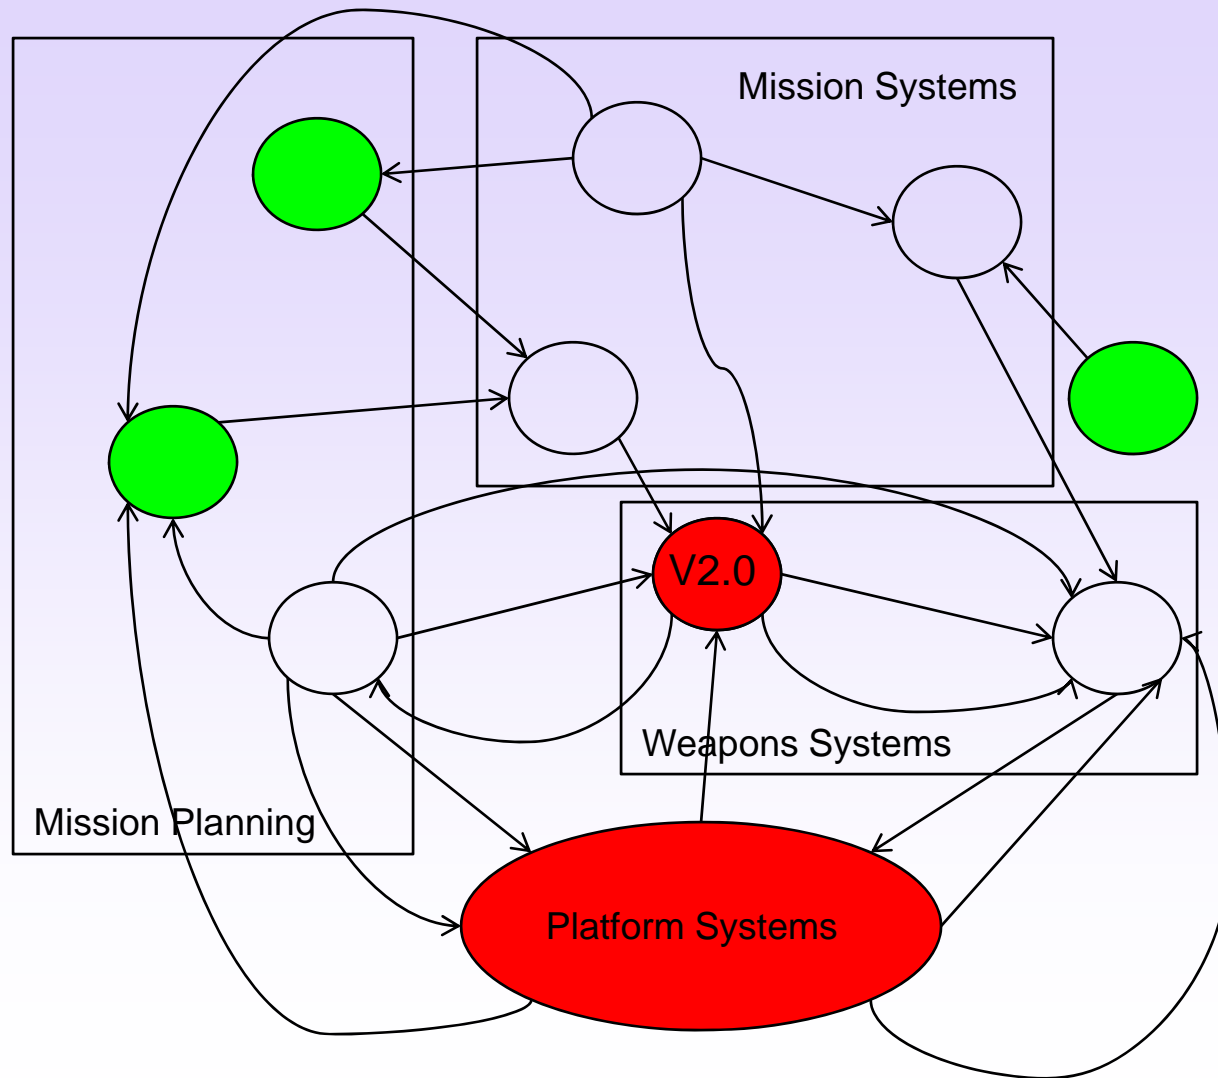 Mission Systems
V2.0
Weapons Systems
Mission Planning
Platform Systems